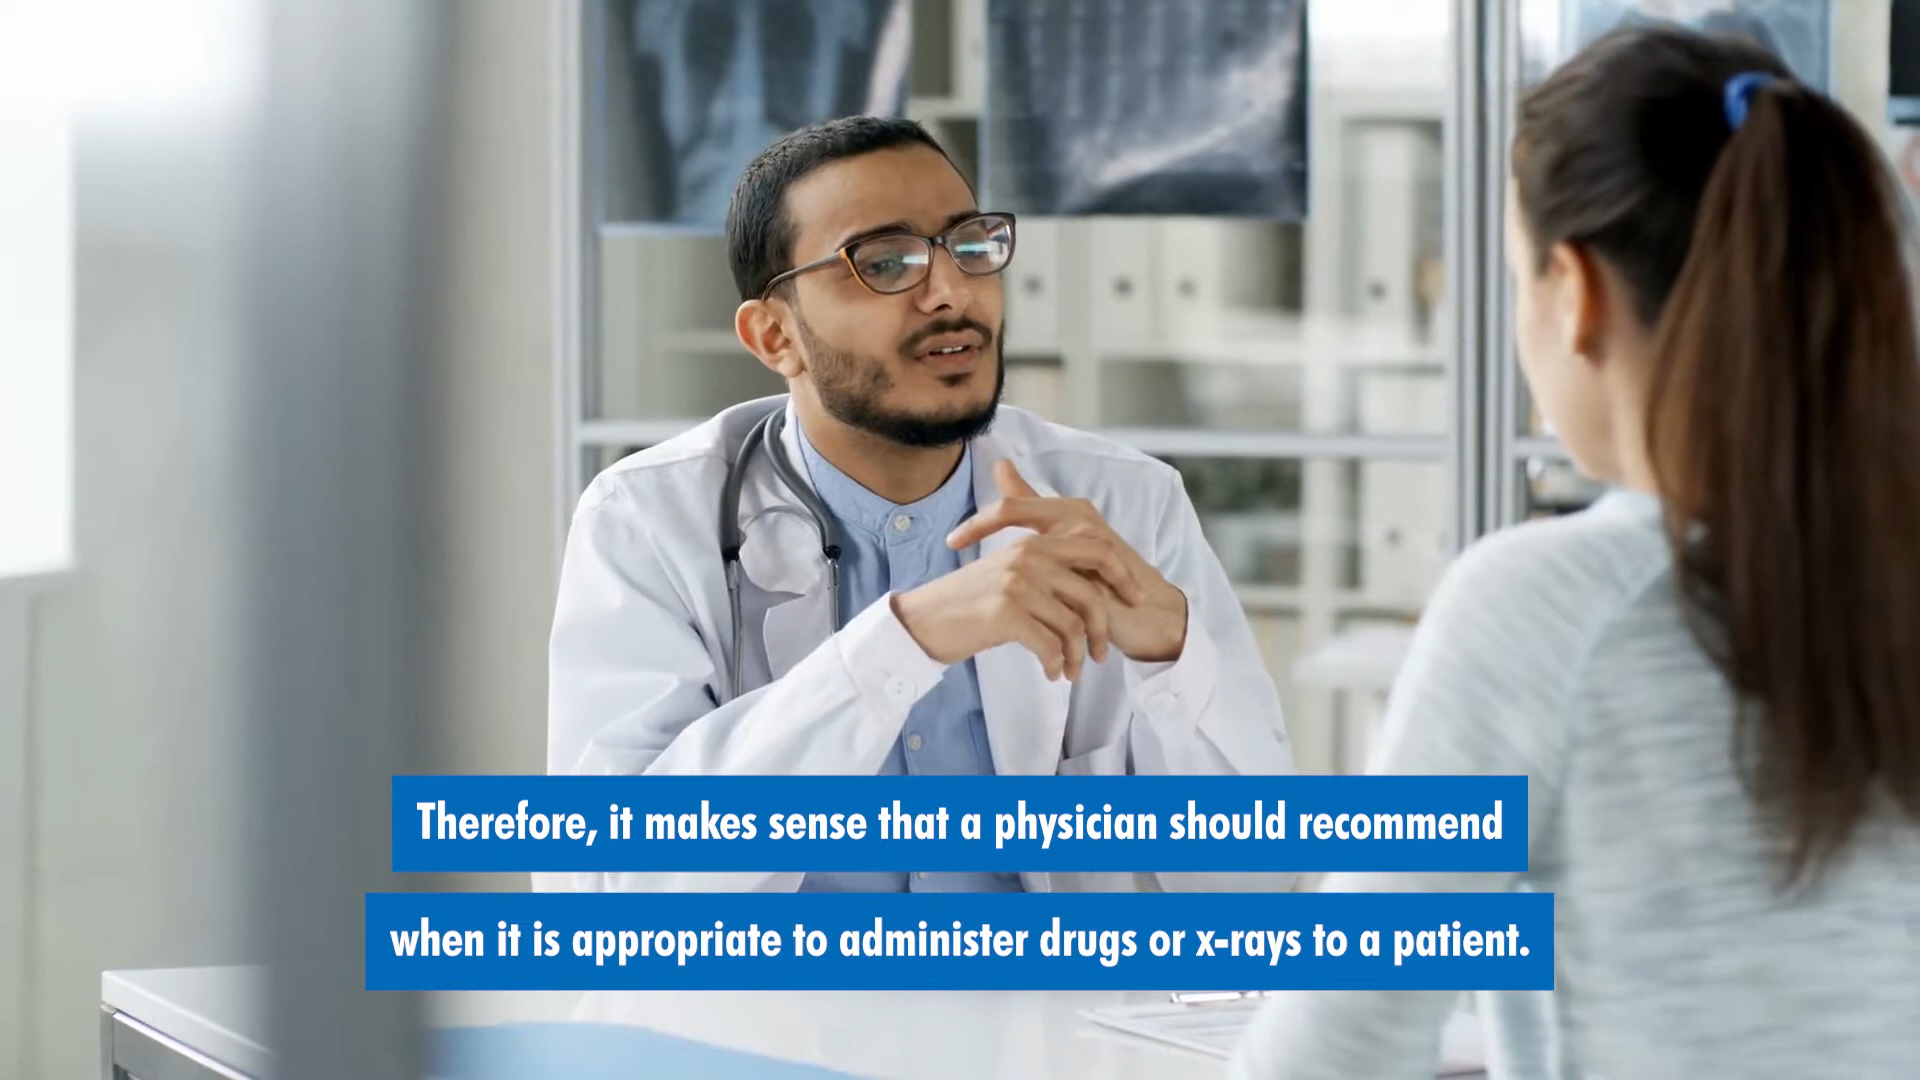 Therefore, it makes sense that a physician should recommend
when it is appropriate to administer drugs or x-rays to a patient.